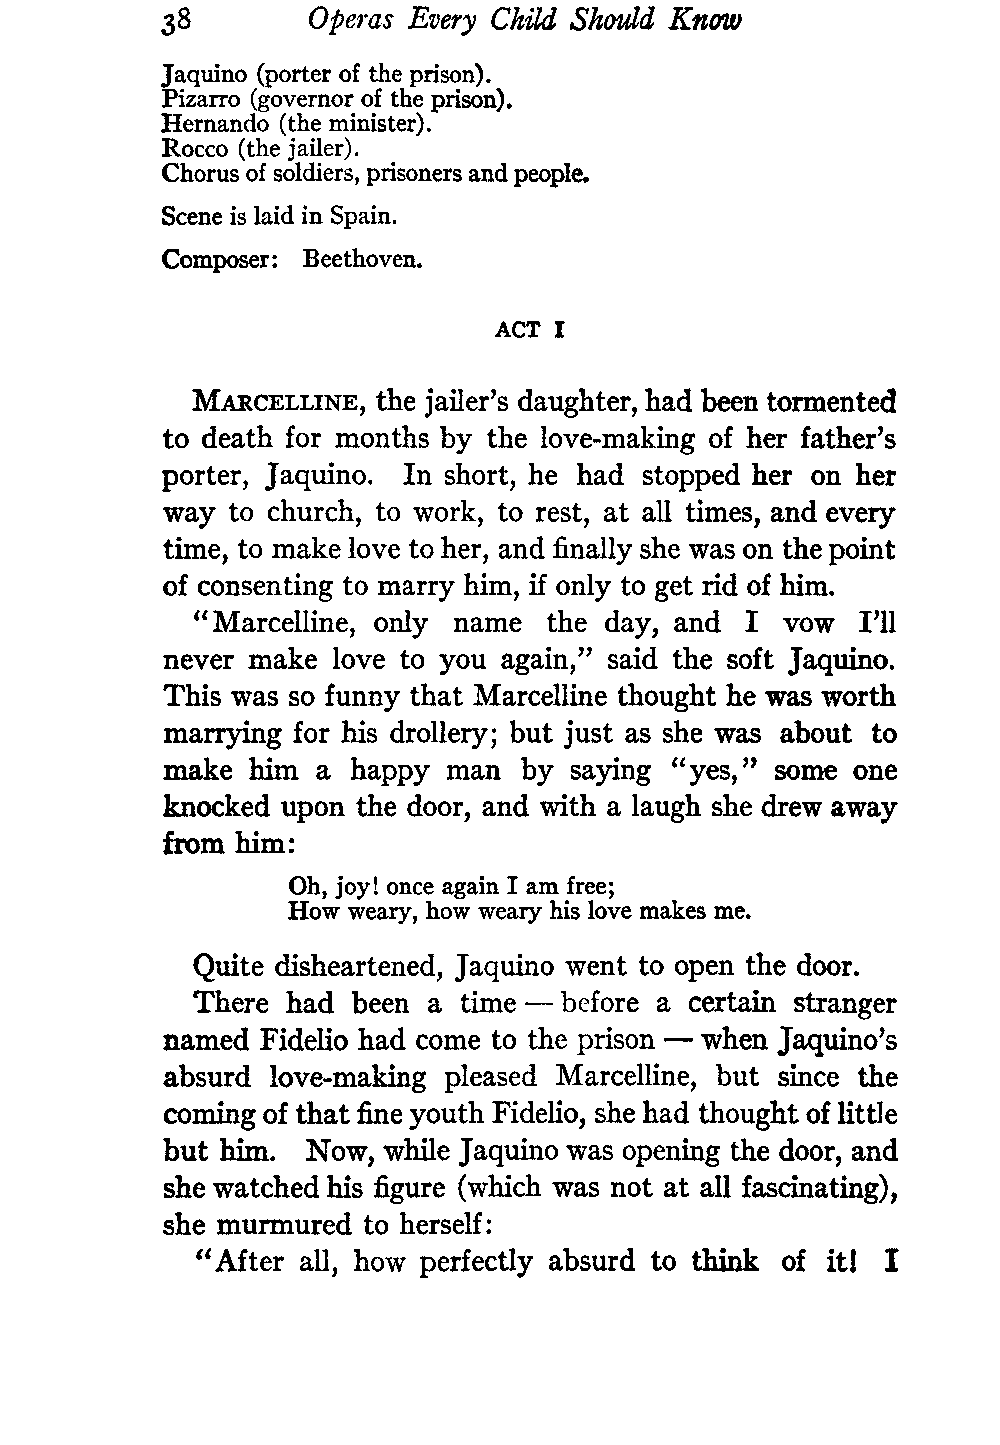 38 Operas Every Child Should Know
Jaquino (porter of the prison).
Pizarro (governor of the prison).
Hernando (the minister).
Rocco (the jailer).
Chorus of soldiers, prisoners and people.
Scene is laid in Spain.
Composer: Beethoven.
ACT I
MARCELLINE, the jailer's daughter, had been tormented
to death for months by the love-making of her father's
porter, Jaquino. In short, he had stopped her on her
way to church, to work, to rest, at all times, and every
time, to make love to her, and finally she was on the point
of consenting to marry him, if only to get rid of him.
"Marcelline, only name the day, and I vow I'll
never make love to you again," said the soft Jaquino.
This was so funny that Marcelline thought he was worth
marrying for his drollery; but just as she was about to
make him a happy man by saying "yes," some one
knocked upon the door, and with a laugh she drew away
from him:
Oh, joy! once again I am free;
How weary, how weary his love makes me.
Quite disheartened, Jaquino went to open the door.
There had been a time — before a certain stranger
named Fidelio had come to the prison — when Jaquino's
absurd love-making pleased Marcelline, but since the
coming of that fine youth Fidelio, she had thought of little
but him. Now, while Jaquino was opening the door, and
she watched his figure (which was not at all fascinating),
she murmured to herself:
"After all, how perfectly absurd to think of it! I